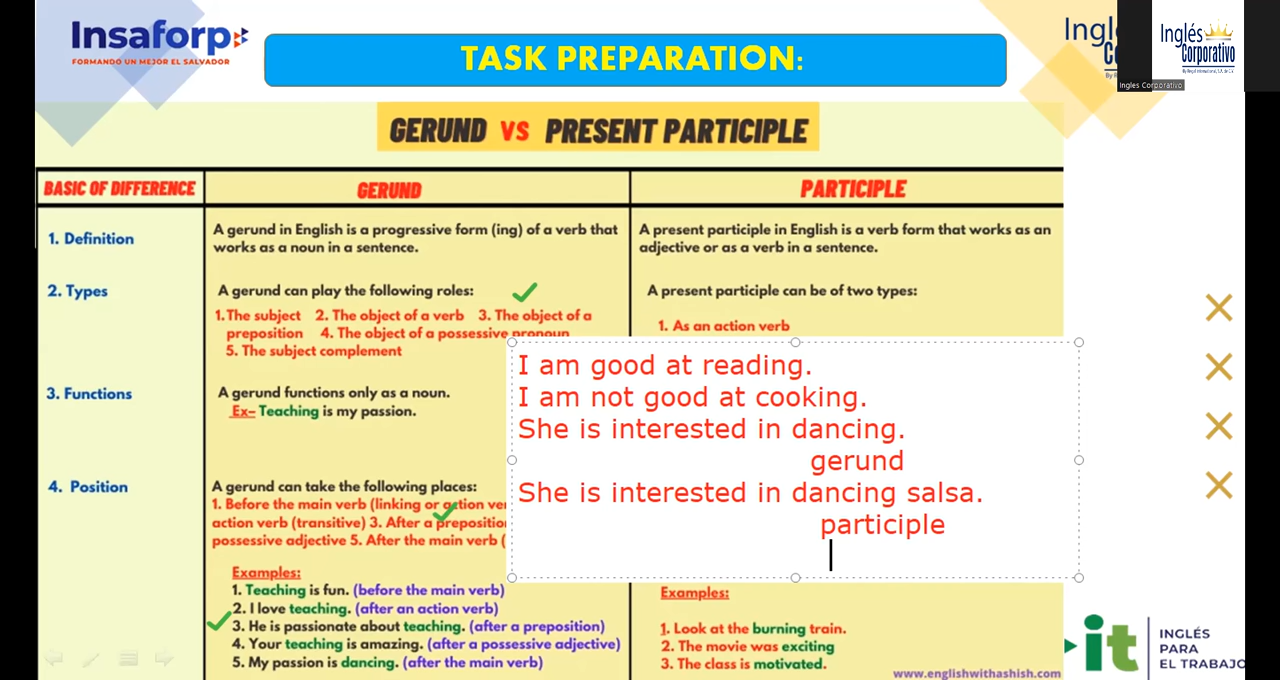 Insaforp
FORMANDO UN MEJOR EL SALVADOR
TASK PREPARATION:
Inglés
Corporativo
Ingles Corporativo
GERUND VS PRESENT PARTICIPLE
BASIC OF DIFFERENCE
GERUND
PARTICIPLE
1. Definition
A gerund in English is a progressive form (ing) of a verb that
works as a noun in a sentence.
A present participle in English is a verb form that works as an
adjective or as a verb in a sentence.
2. Types
A gerund can play the following roles:
1.The subject 2. The object of a verb 3. The object of a
preposition 4. The object of a possessive pronoun
5. The subject complement
A present participle can be of two types:
1. As an action verb
3. Functions
A gerund functions only as a noun.
Ex– Teaching is my passion.
I am good at reading.
I am not good at cooking.
She is interested in dancing.
gerund
She is interested in dancing salsa.
participle
4. Position
A gerund can take the following places:
1. Before the main verb (linking or action
action verb (transitive) 3. After a
possessive adjective 5. After the main verb (
Examples:
1. Teaching is fun. (before the main verb)
2. I love teaching. (after an action verb)
3. He is passionate about teaching. (after a preposition)
4. Your teaching is amazing. (after a possessive adjective)
5. My passion is dancing. (after the main verb)
Examples:
1. Look at the burning train.
2. The movie was exciting
3. The class is motivated.
www.englishwithashish.com
it
INGLÉS
PARA
EL TRABAJO